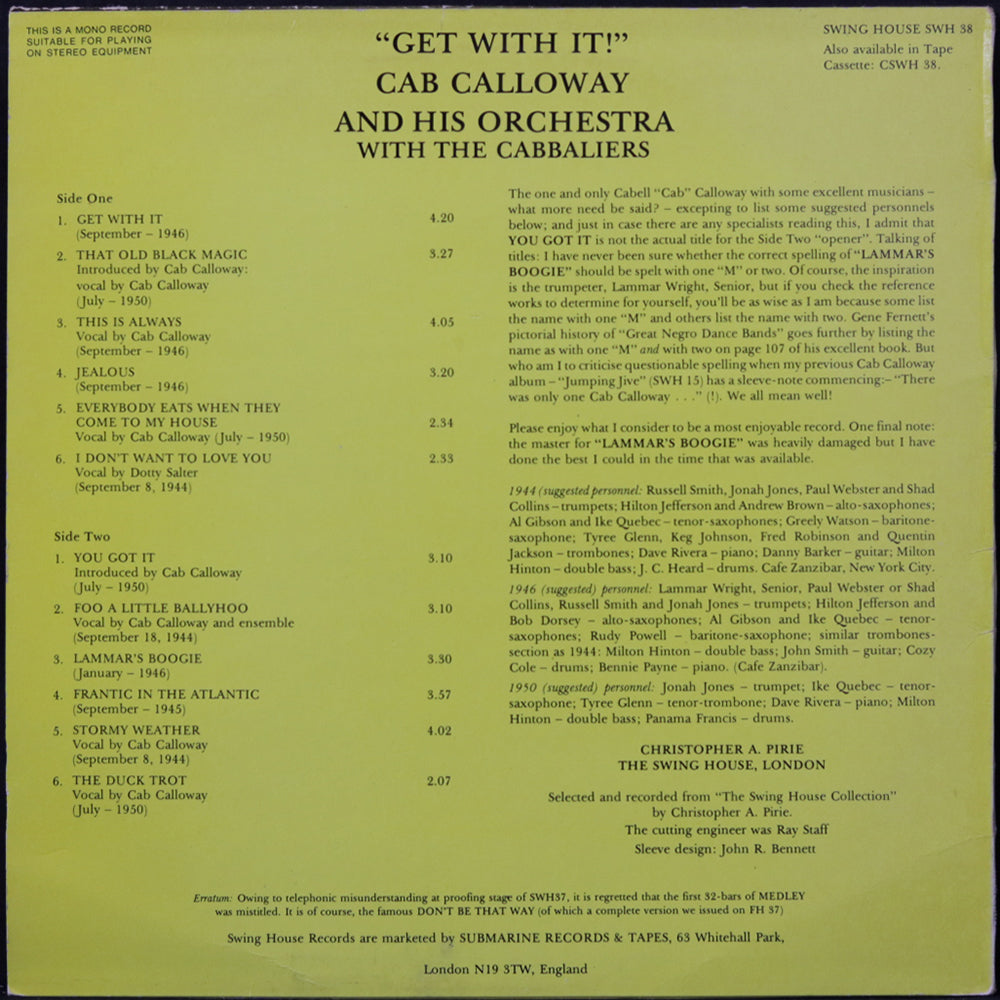 THIS IS A MONO RECORD
SUITABLE FOR PLAYING
ON STEREO EQUIPMENT
“GET WITH IT!”
CAB CALLOWAY
AND HIS ORCHESTRA
WITH THE CABBALIERS
SWING HOUSE SWH 38
Also available in Tape
Cassette: CSWH 38.
Side One
1. GET WITH IT 4.20
(September – 1946)
2. THAT OLD BLACK MAGIC 3.27
Introduced by Cab Calloway:
vocal by Cab Calloway
(July – 1950)
3. THIS IS ALWAYS 4.05
Vocal by Cab Calloway
(September – 1946)
4. JEALOUS 3.20
(September – 1946)
5. EVERYBODY EATS WHEN THEY
COME TO MY HOUSE 2.34
Vocal by Cab Calloway (July – 1950)
6. I DON'T WANT TO LOVE YOU 2.33
Vocal by Dotty Salter
(September 8, 1944)
Side Two
1. YOU GOT IT 3.10
Introduced by Cab Calloway
(July – 1950)
2. FOO A LITTLE BALLYHOO 3.10
Vocal by Cab Calloway and ensemble
(September 18, 1944)
3. LAMMAR'S BOOGIE 3.30
(January – 1946)
4. FRANTIC IN THE ATLANTIC 3.57
(September – 1945)
5. STORMY WEATHER 4.02
Vocal by Cab Calloway
(September 8, 1944)
6. THE DUCK TROT 2.07
Vocal by Cab Calloway
(July – 1950)
The one and only Cabell “Cab” Calloway with some excellent musicians –
what more need be said? – excepting to list some suggested personnels
below; and just in case there are any specialists reading this, I admit that
YOU GOT IT is not the actual title for the Side Two “opener”. Talking of
titles: I have never been sure whether the correct spelling of “LAMMAR'S
BOOGIE” should be spelt with one “M” or two. Of course, the inspiration
is the trumpeter, Lammar Wright, Senior, but if you check the reference
works to determine for yourself, you'll be as wise as I am because some list
the name with one “M” and others list the name with two. Gene Fernett's
pictorial history of “Great Negro Dance Bands” goes further by listing the
name as with one “M” and with two on page 107 of his excellent book. But
who am I to criticise questionable spelling when my previous Cab Calloway
album – “Jumping Jive” (SWH 15) has a sleeve-note commencing:– “There
was only one Cab Calloway . . .” (!). We all mean well!
Please enjoy what I consider to be a most enjoyable record. One final note:
the master for “LAMMAR'S BOOGIE” was heavily damaged but I have
done the best I could in the time that was available.
1944 (suggested personnel: Russell Smith, Jonah Jones, Paul Webster and Shad
Collins – trumpets; Hilton Jefferson and Andrew Brown – alto-saxophones;
Al Gibson and Ike Quebec – tenor-saxophones; Greely Watson – baritone-
saxophone; Tyree Glenn, Keg Johnson, Fred Robinson and Quentin
Jackson – trombones; Dave Rivera – piano; Danny Barker – guitar; Milton
Hinton – double bass; J. C. Heard – drums. Cafe Zanzibar, New York City.
1946 (suggested) personnel: Lammar Wright, Senior, Paul Webster or Shad
Collins, Russell Smith and Jonah Jones – trumpets; Hilton Jefferson and
Bob Dorsey – alto-saxophones; Al Gibson and Ike Quebec – tenor-
saxophones; Rudy Powell – baritone-saxophone; similar trombones-
section as 1944: Milton Hinton – double bass; John Smith – guitar; Cozy
Cole – drums; Bennie Payne – piano. (Cafe Zanzibar).
1950 (suggested) personnel: Jonah Jones – trumpet; Ike Quebec – tenor-
saxophone; Tyree Glenn – tenor-trombone; Dave Rivera – piano; Milton
Hinton – double bass; Panama Francis – drums.
CHRISTOPHER A. PIRIE
THE SWING HOUSE, LONDON
Selected and recorded from “The Swing House Collection”
by Christopher A. Pirie.
The cutting engineer was Ray Staff
Sleeve design: John R. Bennett
Erratum: Owing to telephonic misunderstanding at proofing stage of SWH37, it is regretted that the first 32-bars of MEDLEY
was mistitled. It is of course, the famous DON'T BE THAT WAY (of which a complete version we issued on FH 37)
Swing House Records are marketed by SUBMARINE RECORDS & TAPES, 63 Whitehall Park,
London N19 3TW, England